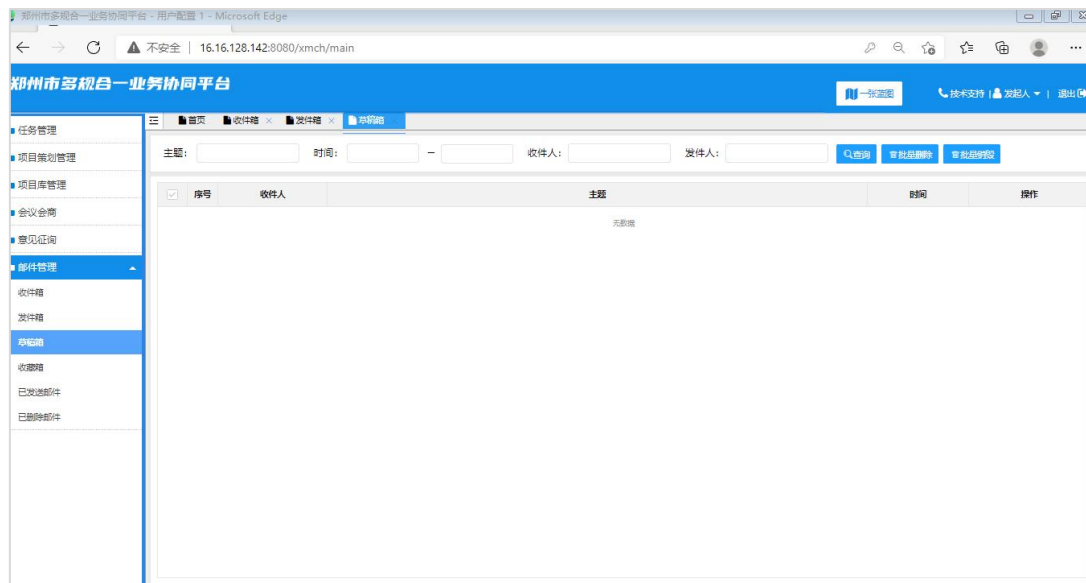 郑州市多规合一业务协同平台 - 用户配置 1 - Microsoft Edge
不安全 | 16.16.128.142:8080/xmch/main
郑州市多规合一业务协同平台
一张蓝图 技术支持 | 发起人 | 退出
首页 收件箱 × 发件箱 × 草稿箱
任务管理
项目策划管理
项目库管理
会议会商
意见征询
邮件管理
收件箱
发件箱
草稿箱
收藏箱
已发送邮件
已删除邮件
主题: 时间: - 收件人: 发件人: 查询 批量删除 批量销毁
序号 收件人 主题 时间 操作
无数据